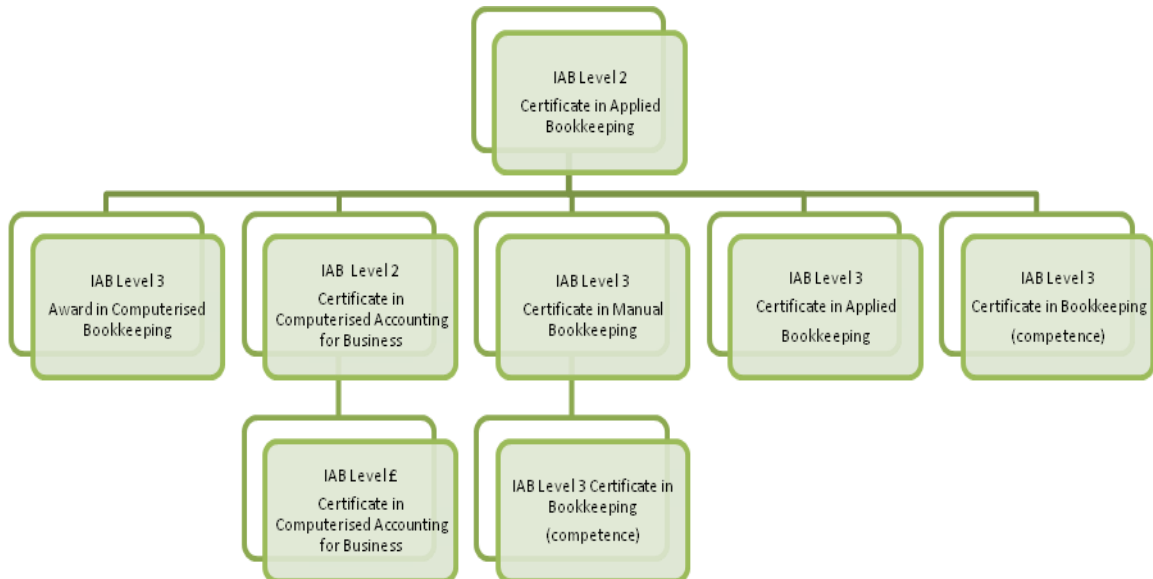 IAB Level 2
Certificate in Applied
Bookkeeping
IAB Level 3
Award in Computerised
Bookkeeping
IAB Level 2
Certificate in
Computerised Accounting
for Business
IAB Level 3
Certificate in Manual
Bookkeeping
IAB Level 3
Certificate in Applied
Bookkeeping
IAB Level 3
Certificate in Bookkeeping
(competence)
IAB Level £
Certificate in
Computerised Accounting
for Business
IAB Level 3 Certificate in
Bookkeeping
(competence)